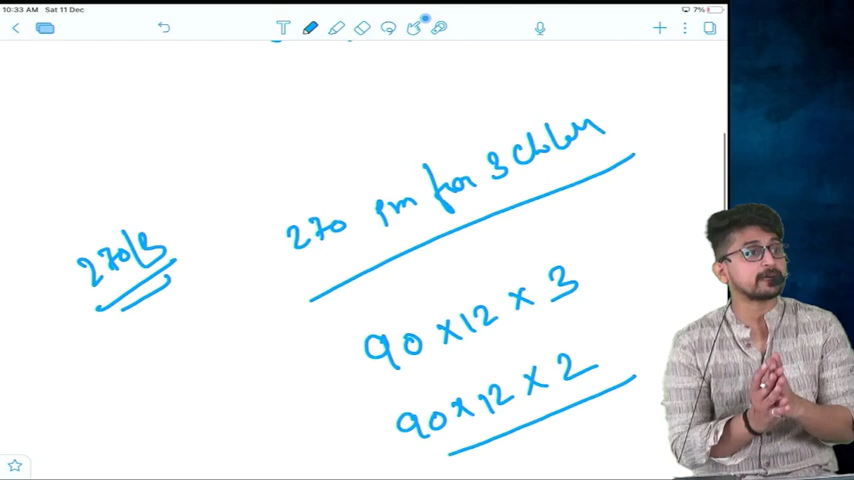 10:33 AM Sat 11 Dec
7%
T
270 pm for 3
270/3
90 x 12 x 3
90 x 12 x 2